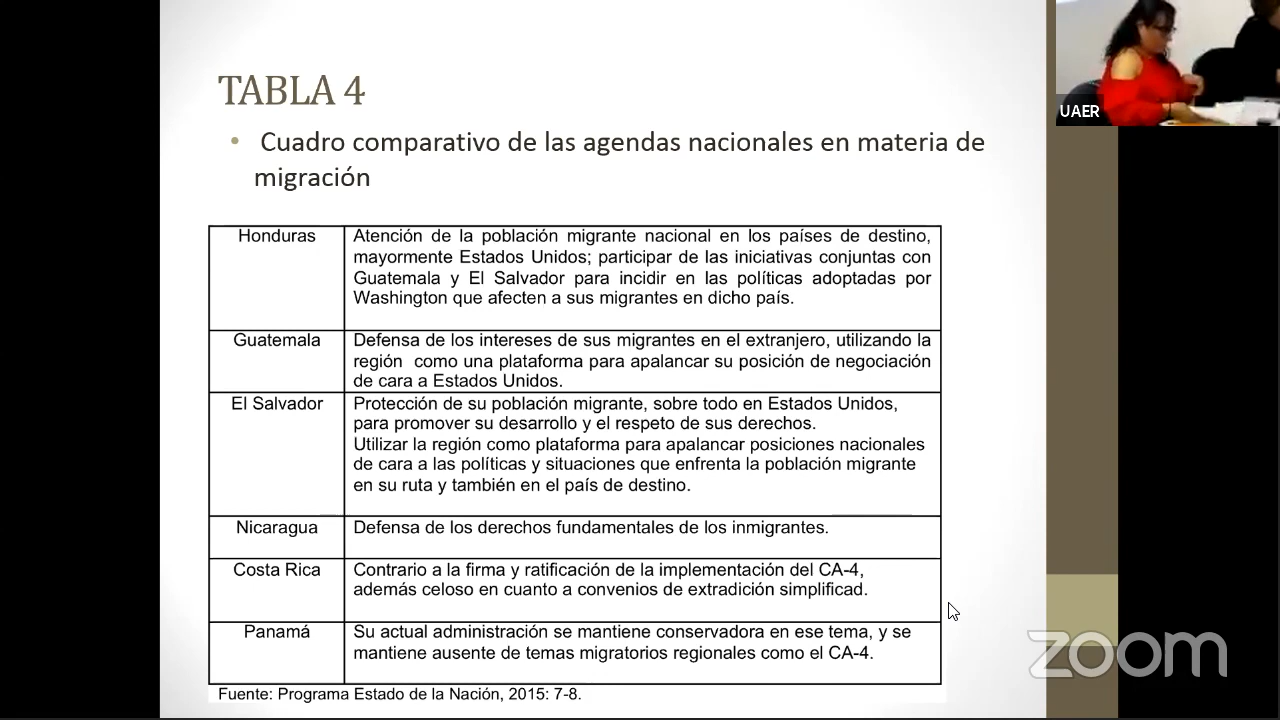 TABLA 4
• Cuadro comparativo de las agendas nacionales en materia de
migración
Honduras
Atención de la población migrante nacional en los países de destino,
mayormente Estados Unidos; participar de las iniciativas conjuntas con
Guatemala y El Salvador para incidir en las políticas adoptadas por
Washington que afecten a sus migrantes en dicho país.
Guatemala
Defensa de los intereses de sus migrantes en el extranjero, utilizando la
región como una plataforma para apalancar su posición de negociación
de cara a Estados Unidos.
El Salvador
Protección de su población migrante, sobre todo en Estados Unidos,
para promover su desarrollo y el respeto de sus derechos.
Utilizar la región como plataforma para apalancar posiciones nacionales
de cara a las políticas y situaciones que enfrenta la población migrante
en su ruta y también en el país de destino.
Nicaragua
Defensa de los derechos fundamentales de los inmigrantes.
Costa Rica
Contrario a la firma y ratificación de la implementación del CA-4,
además celoso en cuanto a convenios de extradición simplificad.
Panamá
Su actual administración se mantiene conservadora en ese tema, y se
mantiene ausente de temas migratorios regionales como el CA-4.
Fuente: Programa Estado de la Nación, 2015: 7-8.
UAER
zoom